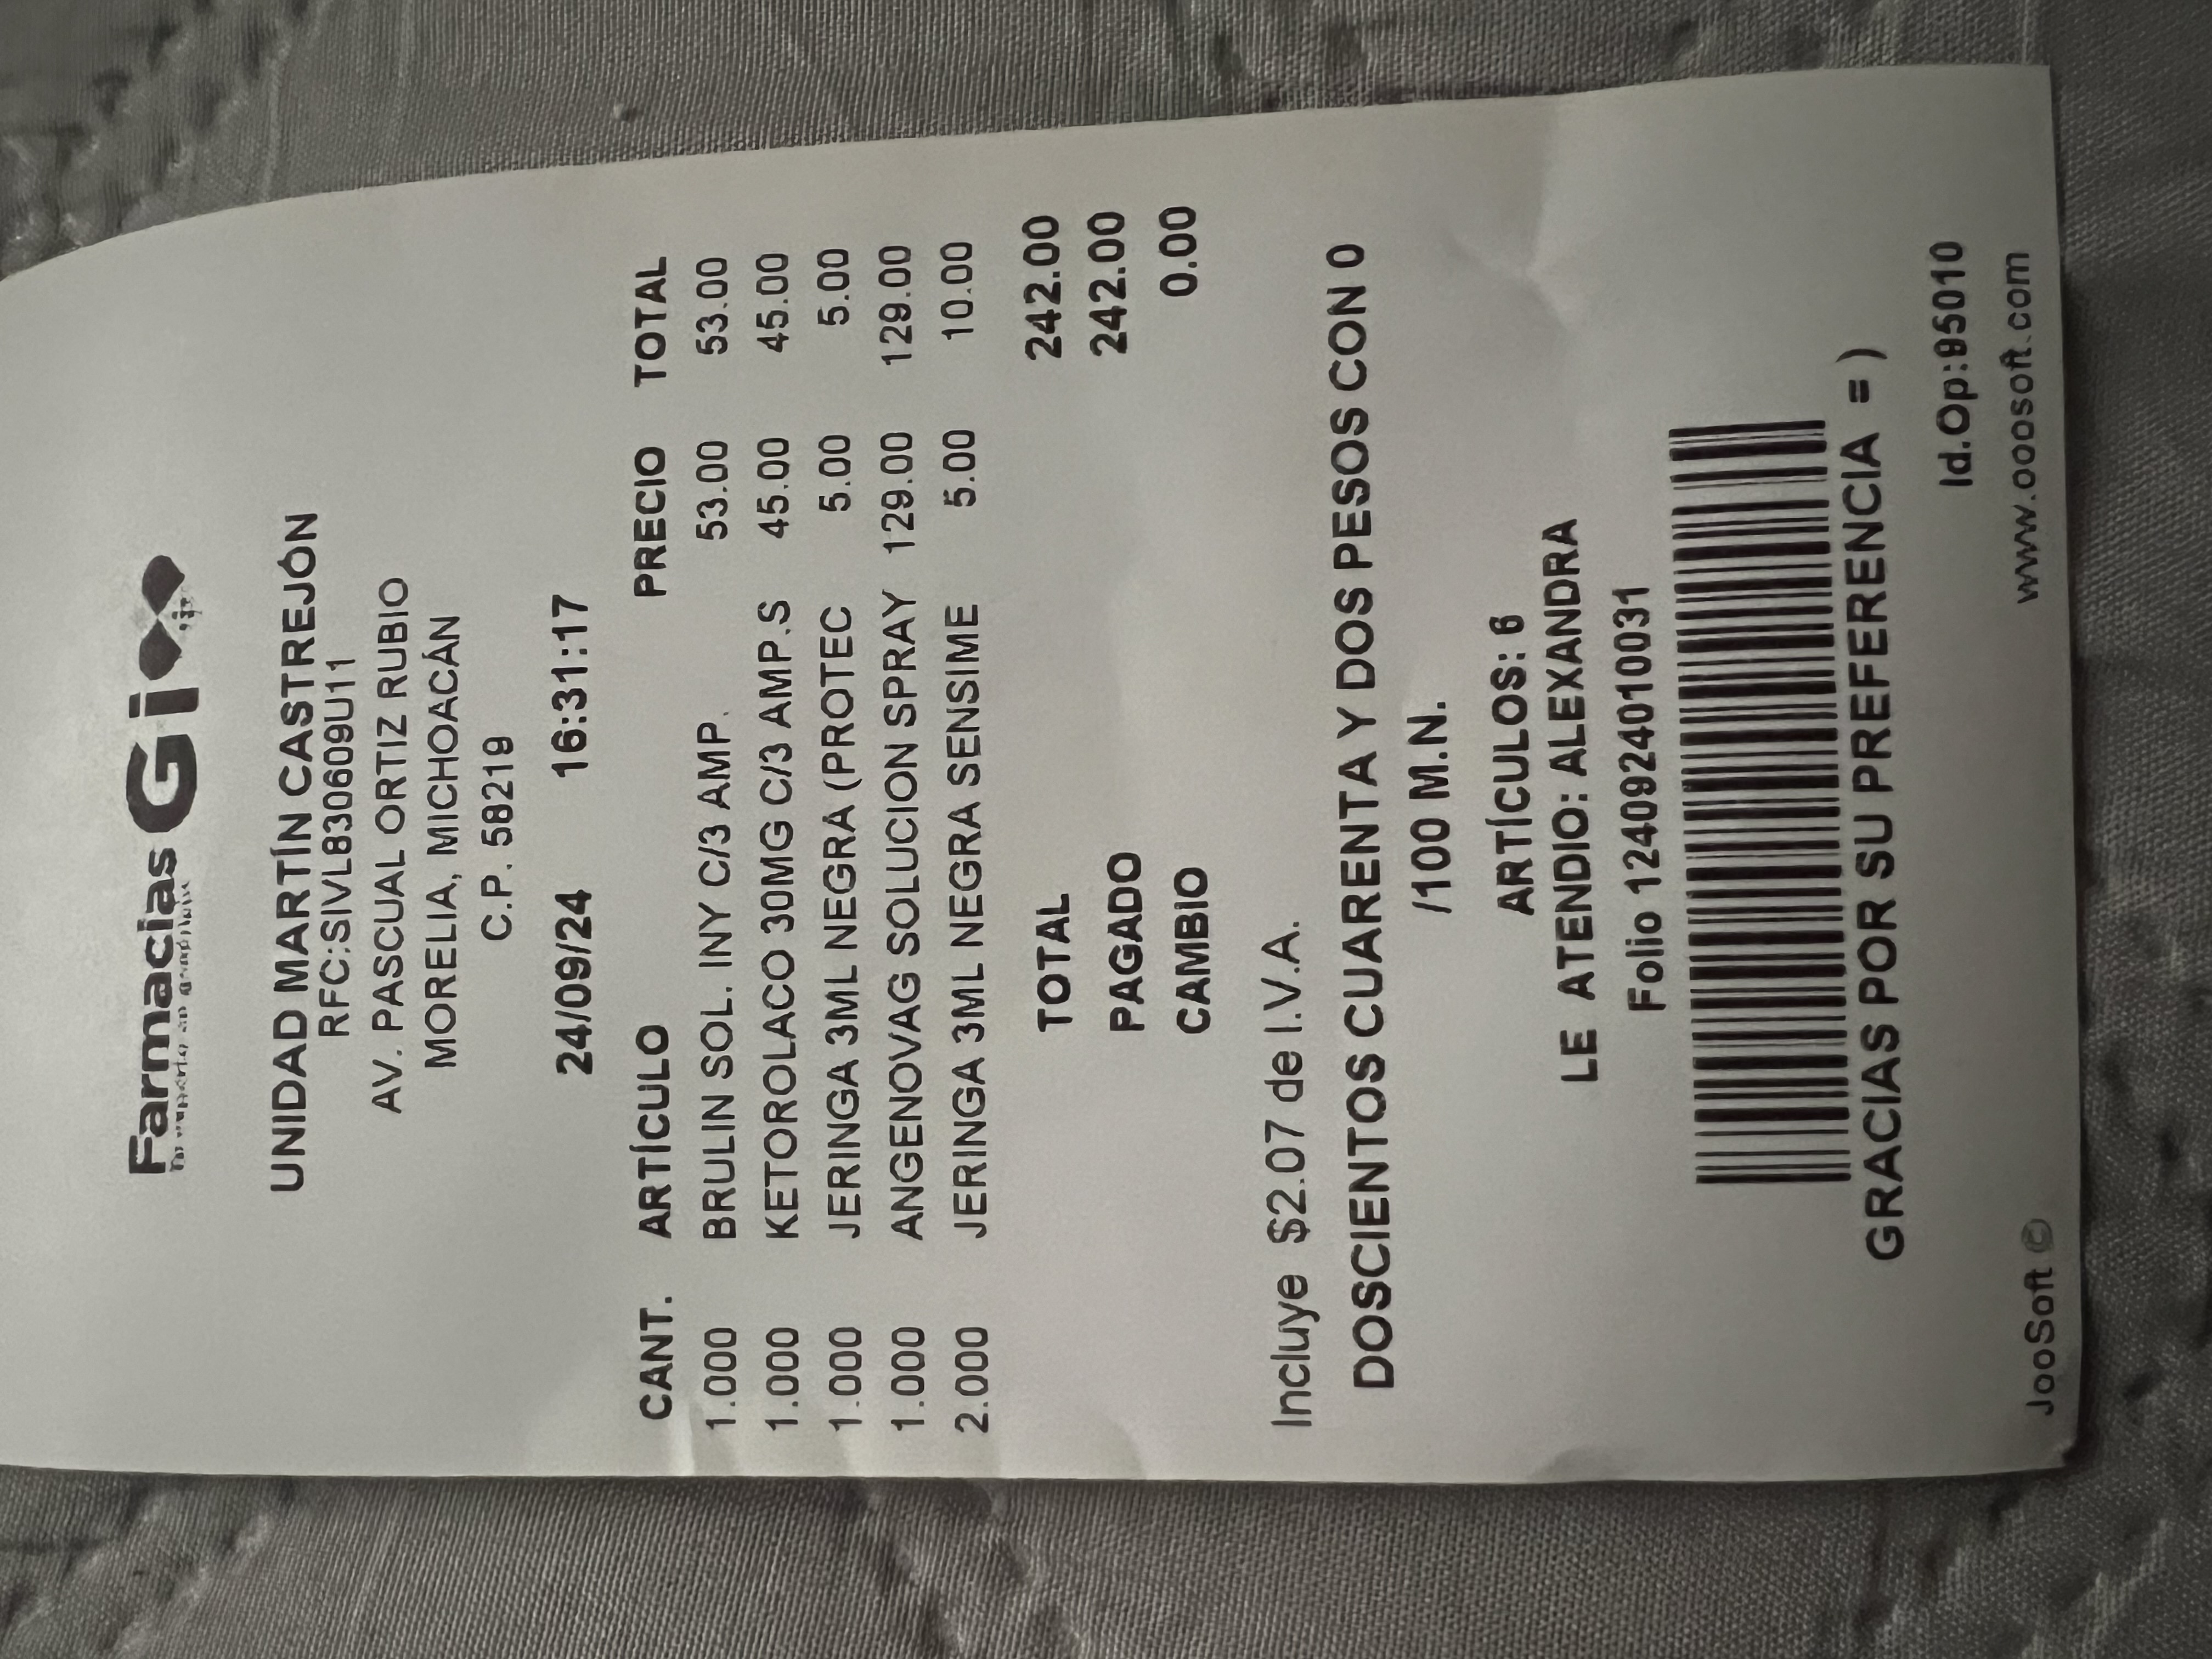 Farmacias Gi
UNIDAD MARTÍN CASTREJÓN
RFC:SIVL830609U11
AV. PASCUAL ORTIZ RUBIO
MORELIA, MICHOACÁN
C.P. 58219
24/09/24 16:31:17
CANT. ARTÍCULO PRECIO TOTAL
1.000 BRULIN SOL. INY C/3 AMP. 53.00 53.00
1.000 KETOROLACO 30MG C/3 AMP.S 45.00 45.00
1.000 JERINGA 3ML NEGRA (PROTEC 5.00 5.00
1.000 ANGENOVAG SOLUCION SPRAY 129.00 129.00
2.000 JERINGA 3ML NEGRA SENSIME 5.00 10.00
TOTAL 242.00
PAGADO 242.00
CAMBIO 0.00
Incluye $2.07 de I.V.A.
DOSCIENTOS CUARENTA Y DOS PESOS CON 0
/100 M.N.
ARTÍCULOS: 6
LE ATENDIO: ALEXANDRA
Folio 124092401003​1
GRACIAS POR SU PREFERENCIA =)
Id.Op:95010
JooSoft © www.ooosoft.com